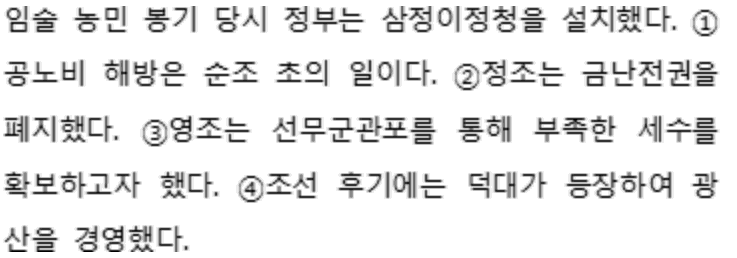 임술 농민 봉기 당시 정부는 삼정이정청을 설치했다. ①
공노비 해방은 순조 초의 일이다. ②정조는 금난전권을
폐지했다. ③영조는 선무군관포를 통해 부족한 세수를
확보하고자 했다. ④조선 후기에는 덕대가 등장하여 광
산을 경영했다.